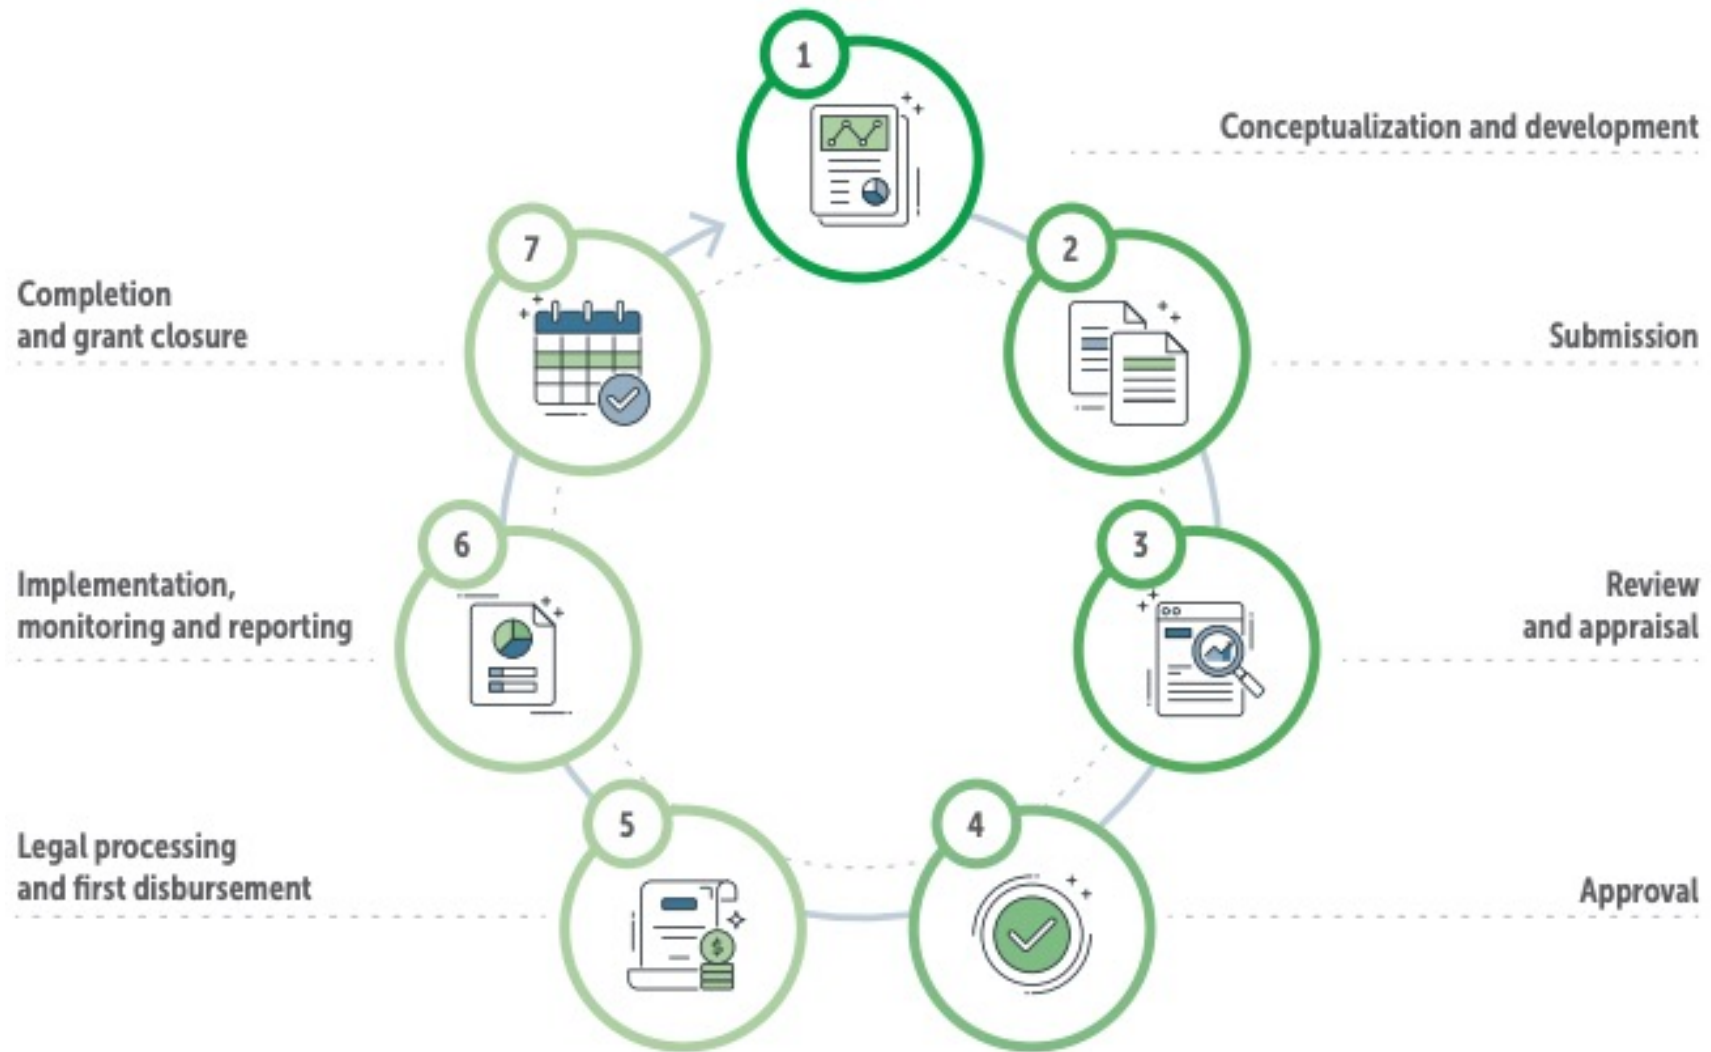 1
Conceptualization and development
2
Submission
3
Review
and appraisal
4
Approval
5
Legal processing
and first disbursement
$
6
Implementation,
monitoring and reporting
7
Completion
and grant closure